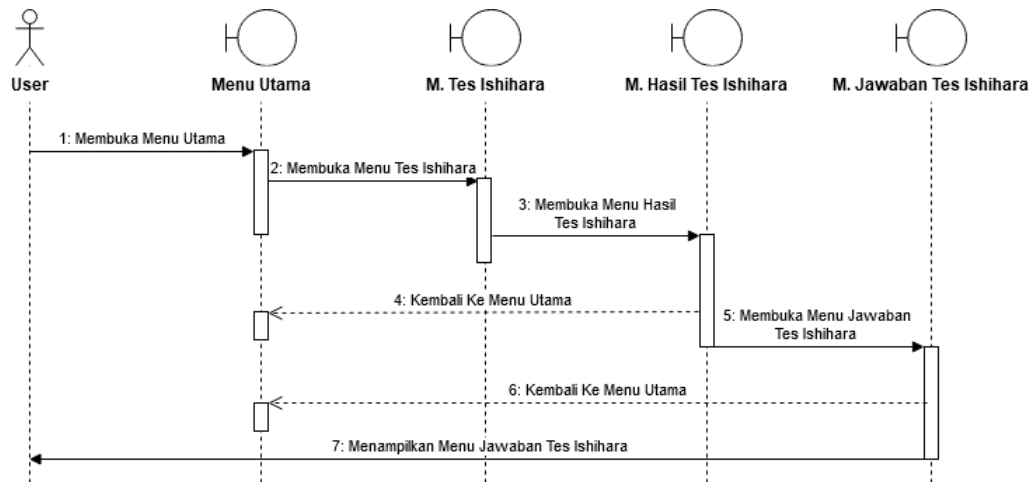 User
Menu Utama
M. Tes Ishihara
M. Hasil Tes Ishihara
M. Jawaban Tes Ishihara
1: Membuka Menu Utama
2: Membuka Menu Tes Ishihara
3: Membuka Menu Hasil
Tes Ishihara
4: Kembali Ke Menu Utama
5: Membuka Menu Jawaban
Tes Ishihara
6: Kembali Ke Menu Utama
7: Menampilkan Menu Jawaban Tes Ishihara